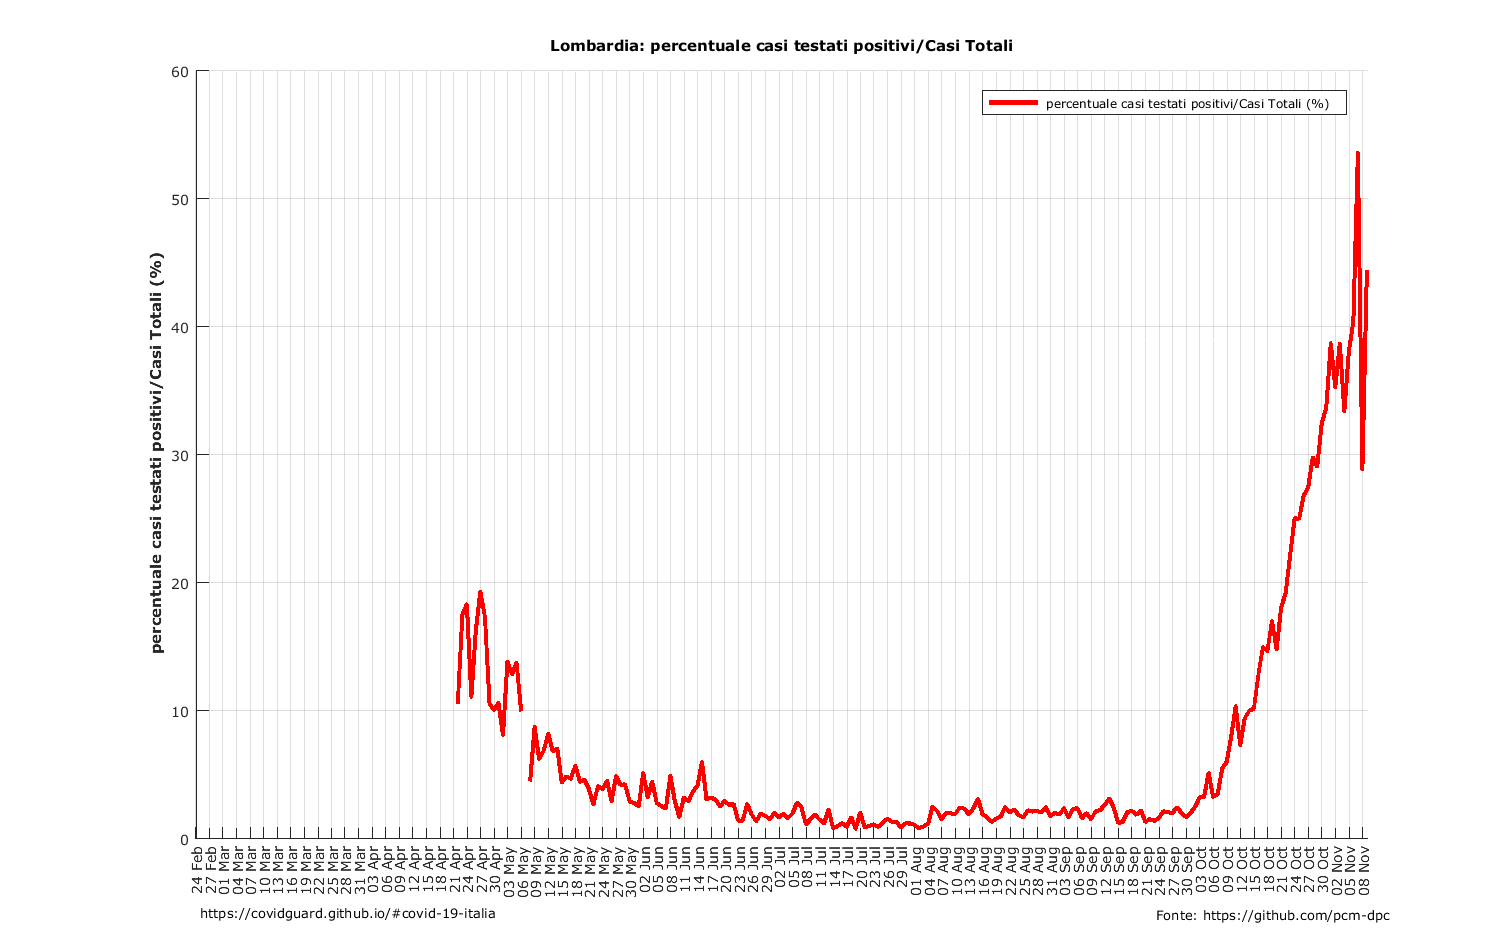 Lombardia: percentuale casi testati positivi/Casi Totali
percentuale casi testati positivi/Casi Totali (%)
percentuale casi testati positivi/Casi Totali (%)
60
50
40
30
20
10
0
24 Feb
27 Feb
01 Mar
04 Mar
07 Mar
10 Mar
13 Mar
16 Mar
19 Mar
22 Mar
25 Mar
28 Mar
31 Mar
03 Apr
06 Apr
09 Apr
12 Apr
15 Apr
18 Apr
21 Apr
24 Apr
27 Apr
30 Apr
03 May
06 May
09 May
12 May
15 May
18 May
21 May
24 May
27 May
30 May
02 Jun
05 Jun
08 Jun
11 Jun
14 Jun
17 Jun
20 Jun
23 Jun
26 Jun
29 Jun
02 Jul
05 Jul
08 Jul
11 Jul
14 Jul
17 Jul
20 Jul
23 Jul
26 Jul
29 Jul
01 Aug
04 Aug
07 Aug
10 Aug
13 Aug
16 Aug
19 Aug
22 Aug
25 Aug
28 Aug
31 Aug
03 Sep
06 Sep
09 Sep
12 Sep
15 Sep
18 Sep
21 Sep
24 Sep
27 Sep
30 Sep
03 Oct
06 Oct
09 Oct
12 Oct
15 Oct
18 Oct
21 Oct
24 Oct
27 Oct
30 Oct
02 Nov
05 Nov
08 Nov
https://covidguard.github.io/#covid-19-italia
Fonte: https://github.com/pcm-dpc